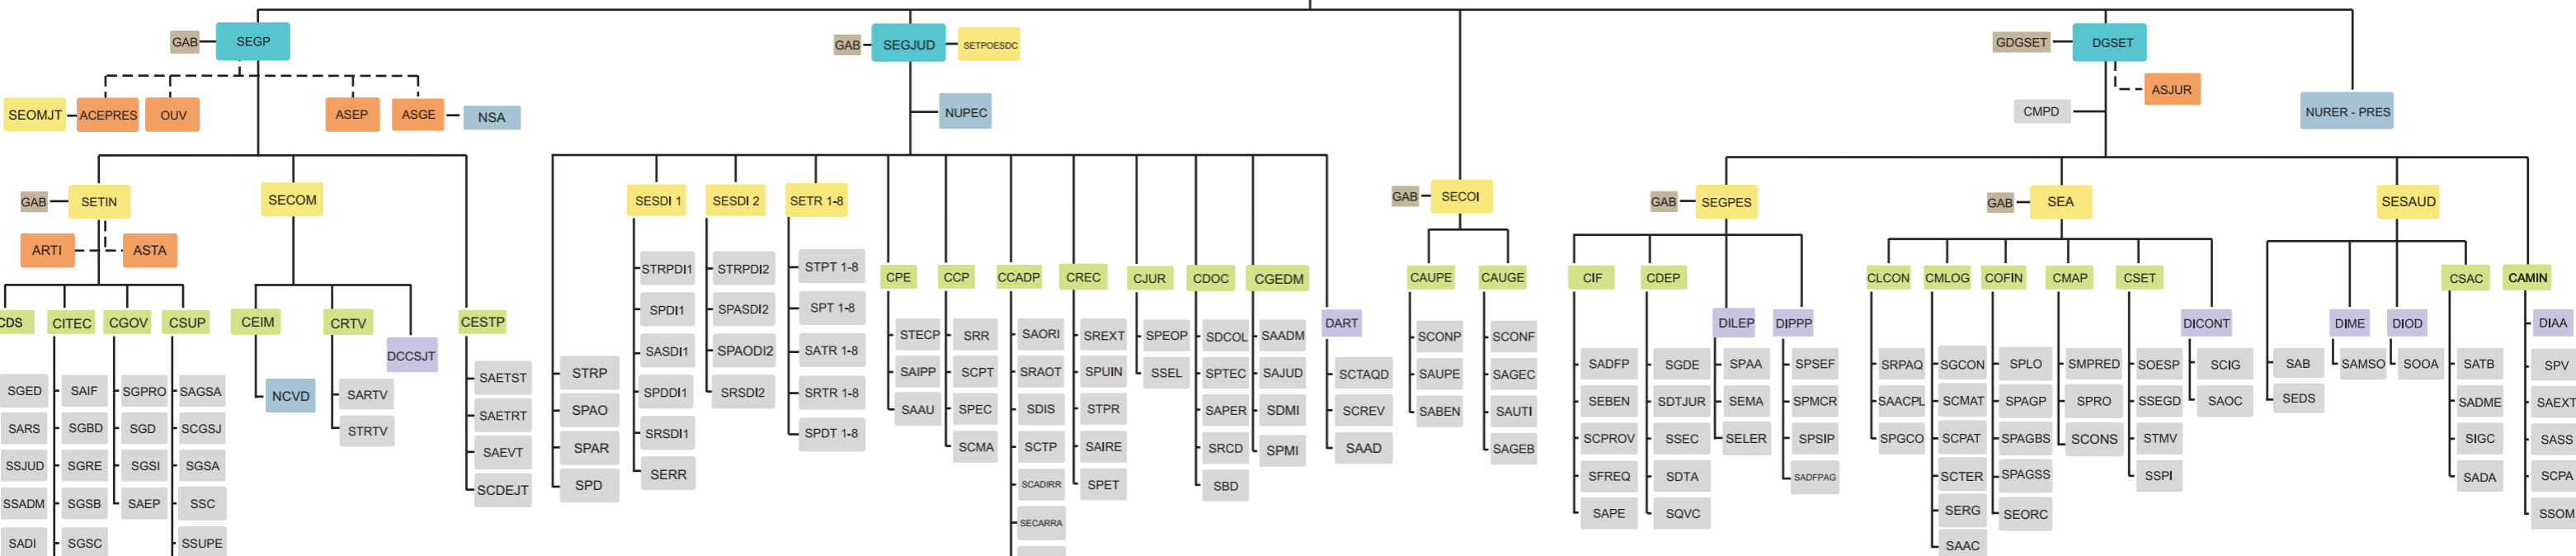 GAB
SEGP
GAB
SEGJUD
SETPOESDC
GDGSET
DGSET
SEOMJT
ACEPRES
OUV
ASEP
ASGE
NSA
NUPEC
CMPD
ASJUR
NURER - PRES
GAB
SETIN
SECOM
ARTI
ASTA
CDS
CITEC
CGOV
CSUP
CEIM
CRTV
DCCSJT
CESTP
SGED
SARS
SSJUD
SSADM
SADI
SAIF
SGBD
SGRE
SGSB
SGSC
SGPRO
SGD
SGSI
SAEP
SAGSA
SCGSJ
SGSA
SSC
SSUPE
NCVD
SARTV
STRTV
SAETST
SAETRT
SAEVT
SCDEJT
STRP
SPAO
SPAR
SPD
SESDI 1
STRPDI1
SPDI1
SASDI1
SPDDI1
SRSDI1
SERR
SESDI 2
STRPDI2
SPASDI2
SPAODI2
SRSDI2
SETR 1-8
STPT 1-8
SPT 1-8
SATR 1-8
SRTR 1-8
SPDT 1-8
CPE
STECP
SAIPP
SAAU
CCP
SRR
SCPT
SPEC
SCMA
CCADP
SAORI
SRAOT
SDIS
SCTP
SCADIRR
SECARRA
CREC
SREXT
SPUIN
STPR
SAIRE
SPET
CJUR
SPEOP
SSEL
CDOC
SDCOL
SPTEC
SAPER
SRCD
SBD
CGEDM
SAADM
SAJUD
SDMI
SPMI
DART
SCTAQD
SCREV
SAAD
GAB
SECOI
CAUPE
SCONP
SAUPE
SABEN
CAUGE
SCONF
SAGEC
SAUTI
SAGEB
GAB
SEGPES
CIF
SADFP
SEBEN
SCPROV
SFREQ
SAPE
CDEP
SGDE
SDTJUR
SSEC
SDTA
SQVC
DILEP
SPAA
SEMA
SELER
DIPPP
SPSEF
SPMCR
SPSIP
SADFPAG
GAB
SEA
CLCON
SRPAQ
SAACPL
SPGCO
CMLOG
SGCON
SCMAT
SCPAT
SCTER
SERG
SAAC
COFIN
SPLO
SPAGP
SPAGBS
SPAGSS
SEORC
CMAP
SMPRED
SPRO
SCONS
CSET
SOESP
SSEGD
STMV
SSPI
DICONT
SCIG
SAOC
SESAUD
SAB
SEDS
DIME
SAMSO
DIOD
SOOA
CSAC
SATB
SADME
SIGC
SADA
CAMIN
DIAA
SPV
SAEXT
SASS
SCPA
SSOM